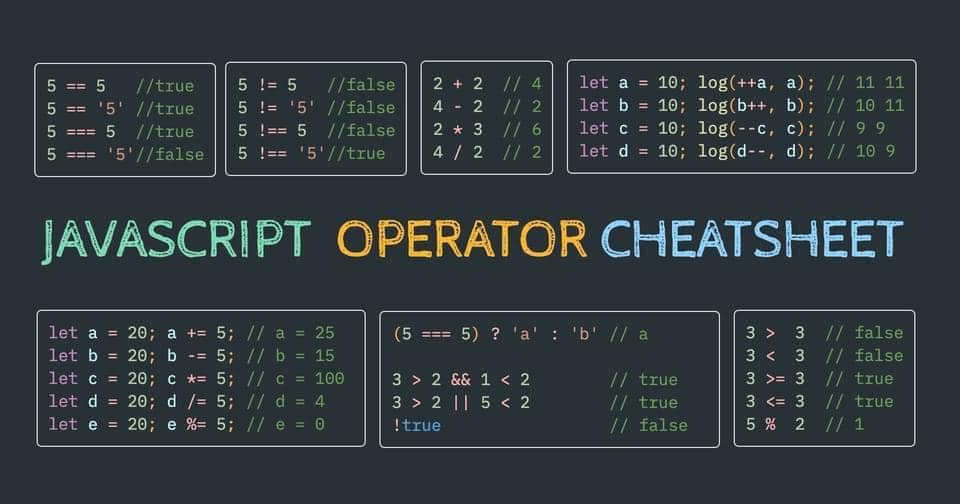 5 == 5   //true
5 == '5'  //true
5 === 5  //true
5 === '5'//false
5 != 5   //false
5 != '5' //false
5 !== 5  //false
5 !== '5'//true
2 + 2  // 4
4 - 2  // 2
2 * 3  // 6
4 / 2  // 2
let a = 10; log(++a, a); // 11 11
let b = 10; log(b++, b); // 10 11
let c = 10; log(--c, c); // 9 9
let d = 10; log(d--, d); // 10 9
JAVASCRIPT OPERATOR CHEATSHEET
let a = 20; a += 5; // a = 25
let b = 20; b -= 5; // b = 15
let c = 20; c *= 5; // c = 100
let d = 20; d /= 5; // d = 4
let e = 20; e %= 5; // e = 0
(5 === 5) ? 'a' : 'b' // a
3 > 2 && 1 < 2        // true
3 > 2 || 5 < 2        // true
!true                 // false
3 >  3  // false
3 <  3  // false
3 >= 3  // true
3 <= 3  // true
5 %  2  // 1